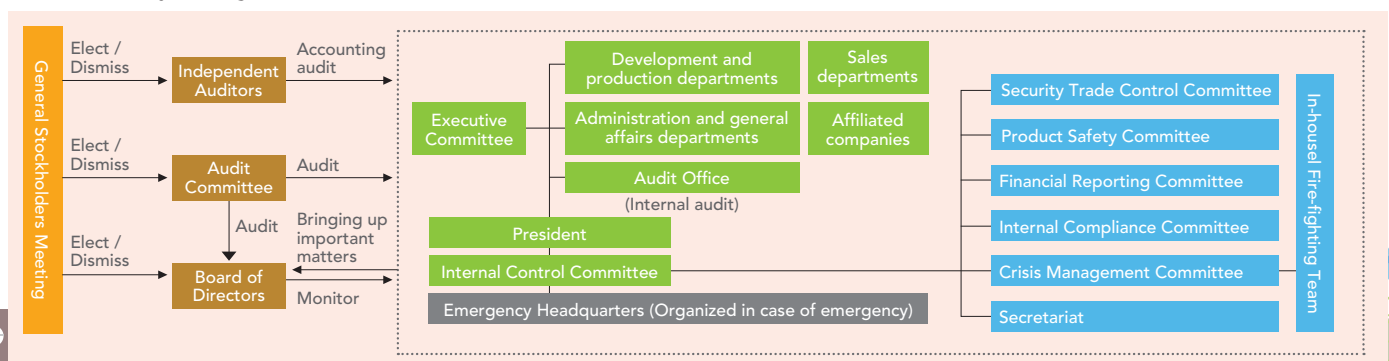 General Stockholders Meeting
Elect /
Dismiss
Independent
Auditors
Accounting
audit
Elect /
Dismiss
Audit
Committee
Audit
Audit
Elect /
Dismiss
Board of
Directors
Bringing up
important
matters
Monitor
Executive
Committee
Development and
production departments
Sales
departments
Administration and general
affairs departments
Affiliated
companies
Audit Office
(Internal audit)
President
Internal Control Committee
Emergency Headquarters (Organized in case of emergency)
Security Trade Control Committee
Product Safety Committee
Financial Reporting Committee
Internal Compliance Committee
Crisis Management Committee
Secretariat
In-housel Fire-fighting Team